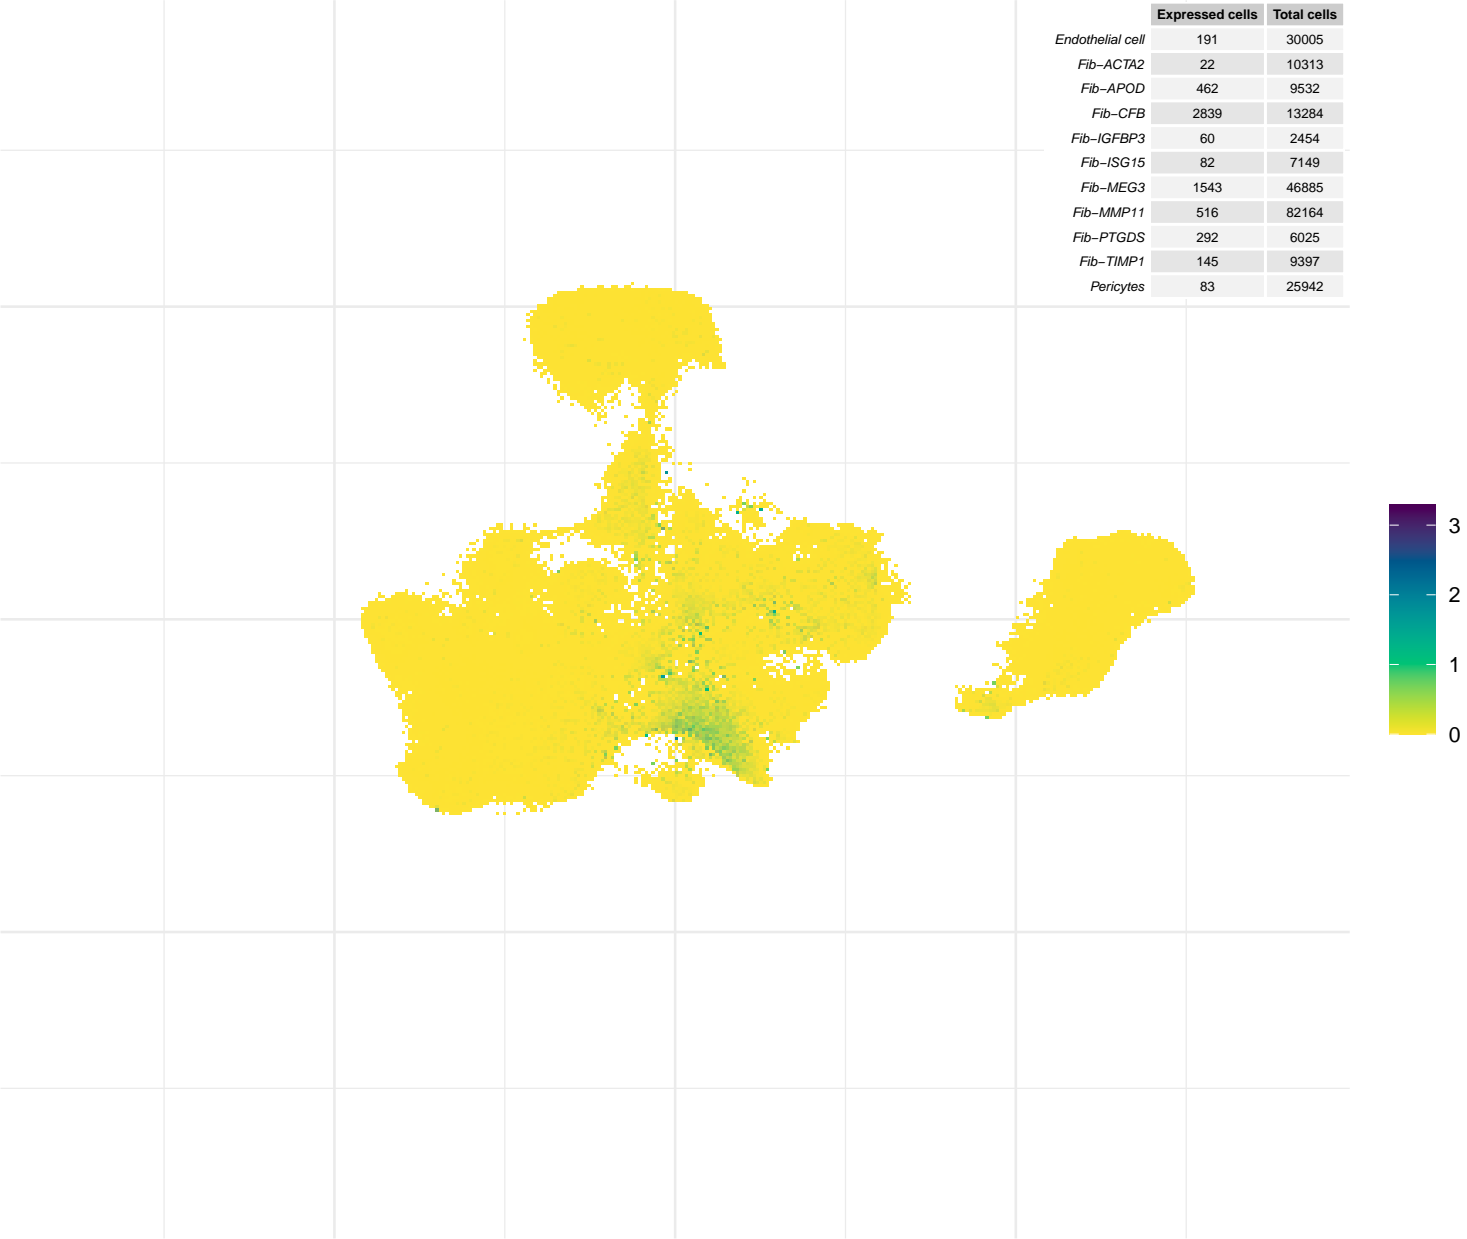 Expressed cells Total cells
Endothelial cell 191 30005
Fib−ACTA2 22 10313
Fib−APOD 462 9532
Fib−CFB 2839 13284
Fib−IGFBP3 60 2454
Fib−ISG15 82 7149
Fib−MEG3 1543 46885
Fib−MMP11 516 82164
Fib−PTGDS 292 6025
Fib−TIMP1 145 9397
Pericytes 83 25942
3
2
1
0